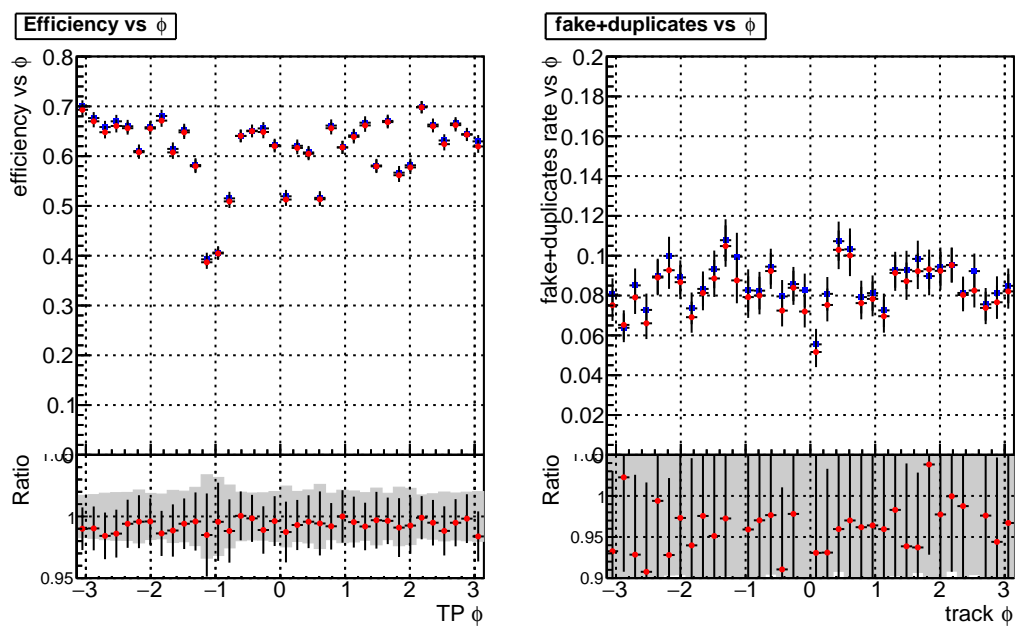 Efficiency vs ϕ
efficiency vs ϕ
0.8
0.7
0.6
0.5
0.4
0.3
0.2
0.1
0
Ratio
1
0.95
−3 −2 −1 0 1 2 3
TP ϕ
fake+duplicates vs ϕ
fake+duplicates rate vs ϕ
0.2
0.18
0.16
0.14
0.12
0.1
0.08
0.06
0.04
0.02
0
Ratio
1
0.95
0.9
−3 −2 −1 0 1 2 3
track ϕ